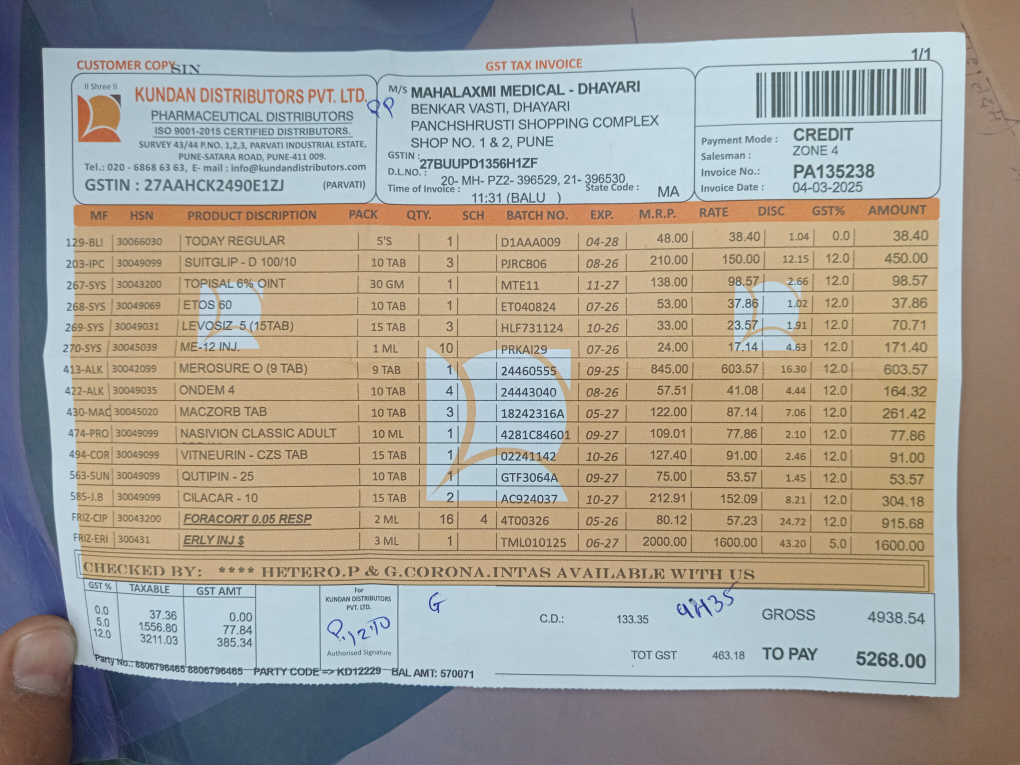 1/1
CUSTOMER COPY SIN
GST TAX INVOICE
II Shree II
KUNDAN DISTRIBUTORS PVT. LTD.
PHARMACEUTICAL DISTRIBUTORS
ISO 9001-2015 CERTIFIED DISTRIBUTORS.
SURVEY 43/44 P.NO. 1,2,3, PARVATI INDUSTRIAL ESTATE,
PUNE-SATARA ROAD, PUNE-411 009.
Tel.: 020 - 6868 63 63, E- mail : info@kundandistributors.com
GSTIN : 27AAHCK2490E1ZJ (PARVATI)
M/S MAHALAXMI MEDICAL - DHAYARI
BENKAR VASTI, DHAYARI
PANCHSHRUSTI SHOPPING COMPLEX
SHOP NO. 1 & 2, PUNE
GSTIN : 27BUUPD1356H1ZF
D.L.NO. : 20- MH- PZ2- 396529, 21- 396530
Time of Invoice : 11:31 (BALU ) State Code : MA
Payment Mode : CREDIT
Salesman : ZONE 4
Invoice No.: PA135238
Invoice Date : 04-03-2025
MF HSN PRODUCT DISCRIPTION PACK QTY. SCH BATCH NO. EXP. M.R.P. RATE DISC GST% AMOUNT
129-BLI 30066030 TODAY REGULAR 5'S 1 D1AAA009 04-28 48.00 38.40 1.04 0.0 38.40
203-IPC 30049099 SUITGLIP - D 100/10 10 TAB 3 PJRCB06 08-26 210.00 150.00 12.15 12.0 450.00
267-SYS 30043200 TOPISAL 6% OINT 30 GM 1 MTE11 11-27 138.00 98.57 2.66 12.0 98.57
268-SYS 30049069 ETOS 60 10 TAB 1 ET040824 07-26 53.00 37.86 1.02 12.0 37.86
269-SYS 30049031 LEVOSIZ 5 (15TAB) 15 TAB 3 HLF731124 10-26 33.00 23.57 1.91 12.0 70.71
270-SYS 30045039 ME-12 INJ. 1 ML 10 PRKAI29 07-26 24.00 17.14 4.63 12.0 171.40
413-ALK 30042099 MEROSURE O (9 TAB) 9 TAB 1 24460555 09-25 845.00 603.57 16.30 12.0 603.57
422-ALK 30049035 ONDEM 4 10 TAB 4 24443040 08-26 57.51 41.08 4.44 12.0 164.32
430-MAC 30045020 MACZORB TAB 10 TAB 3 18242316A 05-27 122.00 87.14 7.06 12.0 261.42
474-PRO 30049099 NASIVION CLASSIC ADULT 10 ML 1 4281C84601 09-27 109.01 77.86 2.10 12.0 77.86
494-COR 30049099 VITNEURIN - CZS TAB 15 TAB 1 02241142 10-26 127.40 91.00 2.46 12.0 91.00
563-SUN 30049099 QUTIPIN - 25 10 TAB 1 GTF3064A 09-27 75.00 53.57 1.45 12.0 53.57
585-J.B 30049099 CILACAR - 10 15 TAB 2 AC924037 10-27 212.91 152.09 8.21 12.0 304.18
FRIZ-CIP 30043200 FORACORT 0.05 RESP 2 ML 16 4 4T00326 05-26 80.12 57.23 24.72 12.0 915.68
FRIZ-ERI 300431 ERLY INJ $ 3 ML 1 TML010125 06-27 2000.00 1600.00 43.20 5.0 1600.00
CHECKED BY: **** HETERO.P & G.CORONA.INTAS AVAILABLE WITH US
GST % TAXABLE GST AMT
0.0 37.36 0.00
5.0 1556.80 77.84
12.0 3211.03 385.34
For
KUNDAN DISTRIBUTORS
PVT. LTD.
Authorised Signature
G
C.D.: 133.35
GROSS 4938.54
TOT GST 463.18 TO PAY 5268.00
Party No.: 8806796465 8806796465 PARTY CODE => KD12229 BAL AMT: 570071